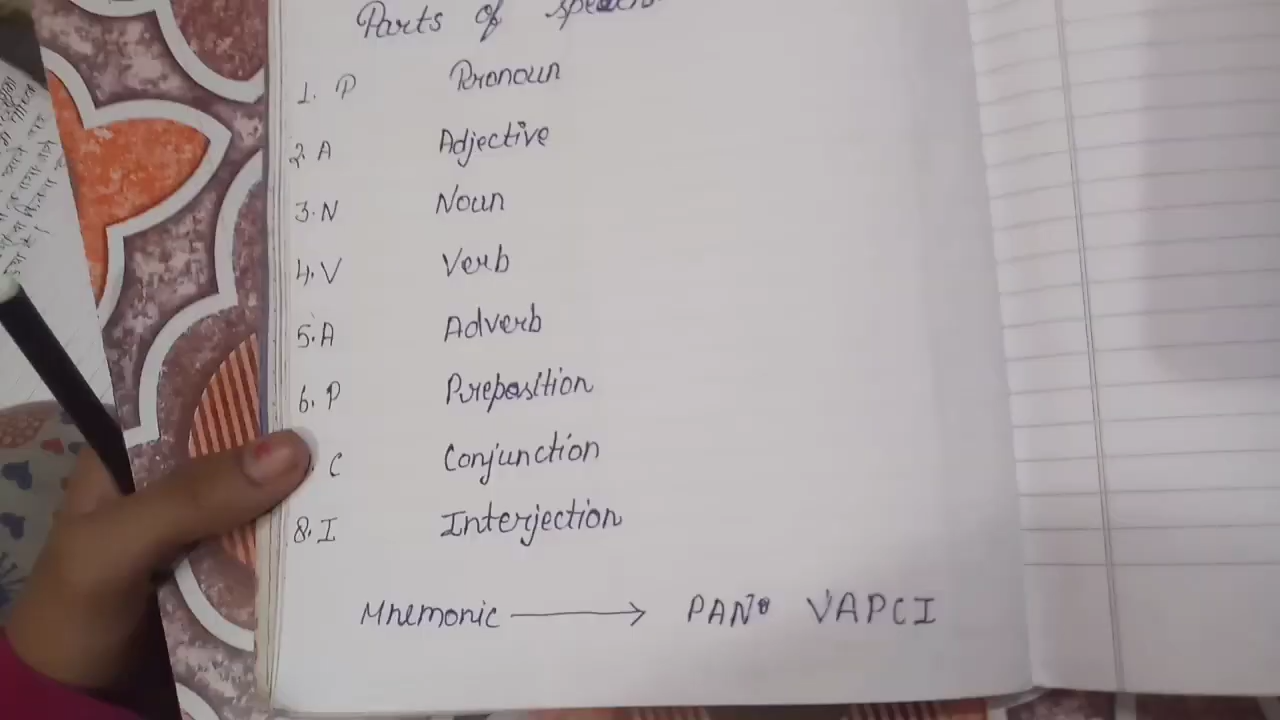 Parts of speech
1. P Pronoun
2. A Adjective
3. N Noun
4. V Verb
5. A Adverb
6. P Preposition
. C Conjunction
8. I Interjection
Mnemonic → PAN VAPCI